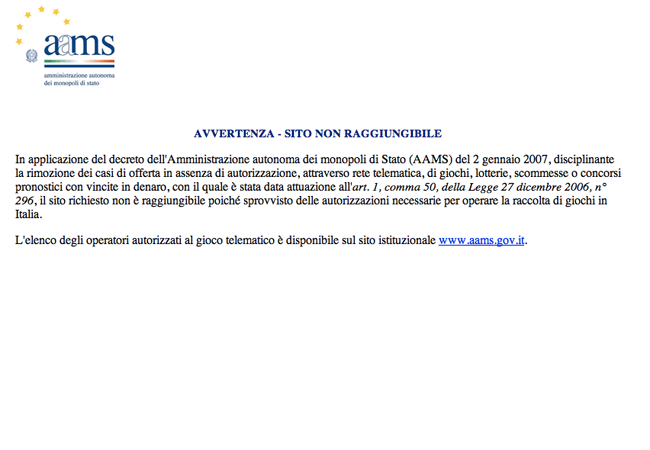 aams
amministrazione autonoma
dei monopoli di stato
AVVERTENZA - SITO NON RAGGIUNGIBILE
In applicazione del decreto dell'Amministrazione autonoma dei monopoli di Stato (AAMS) del 2 gennaio 2007, disciplinante
la rimozione dei casi di offerta in assenza di autorizzazione, attraverso rete telematica, di giochi, lotterie, scommesse o concorsi
pronostici con vincite in denaro, con il quale è stata data attuazione all'art. 1, comma 50, della Legge 27 dicembre 2006, n°
296, il sito richiesto non è raggiungibile poiché sprovvisto delle autorizzazioni necessarie per operare la raccolta di giochi in
Italia.
L'elenco degli operatori autorizzati al gioco telematico è disponibile sul sito istituzionale www.aams.gov.it.